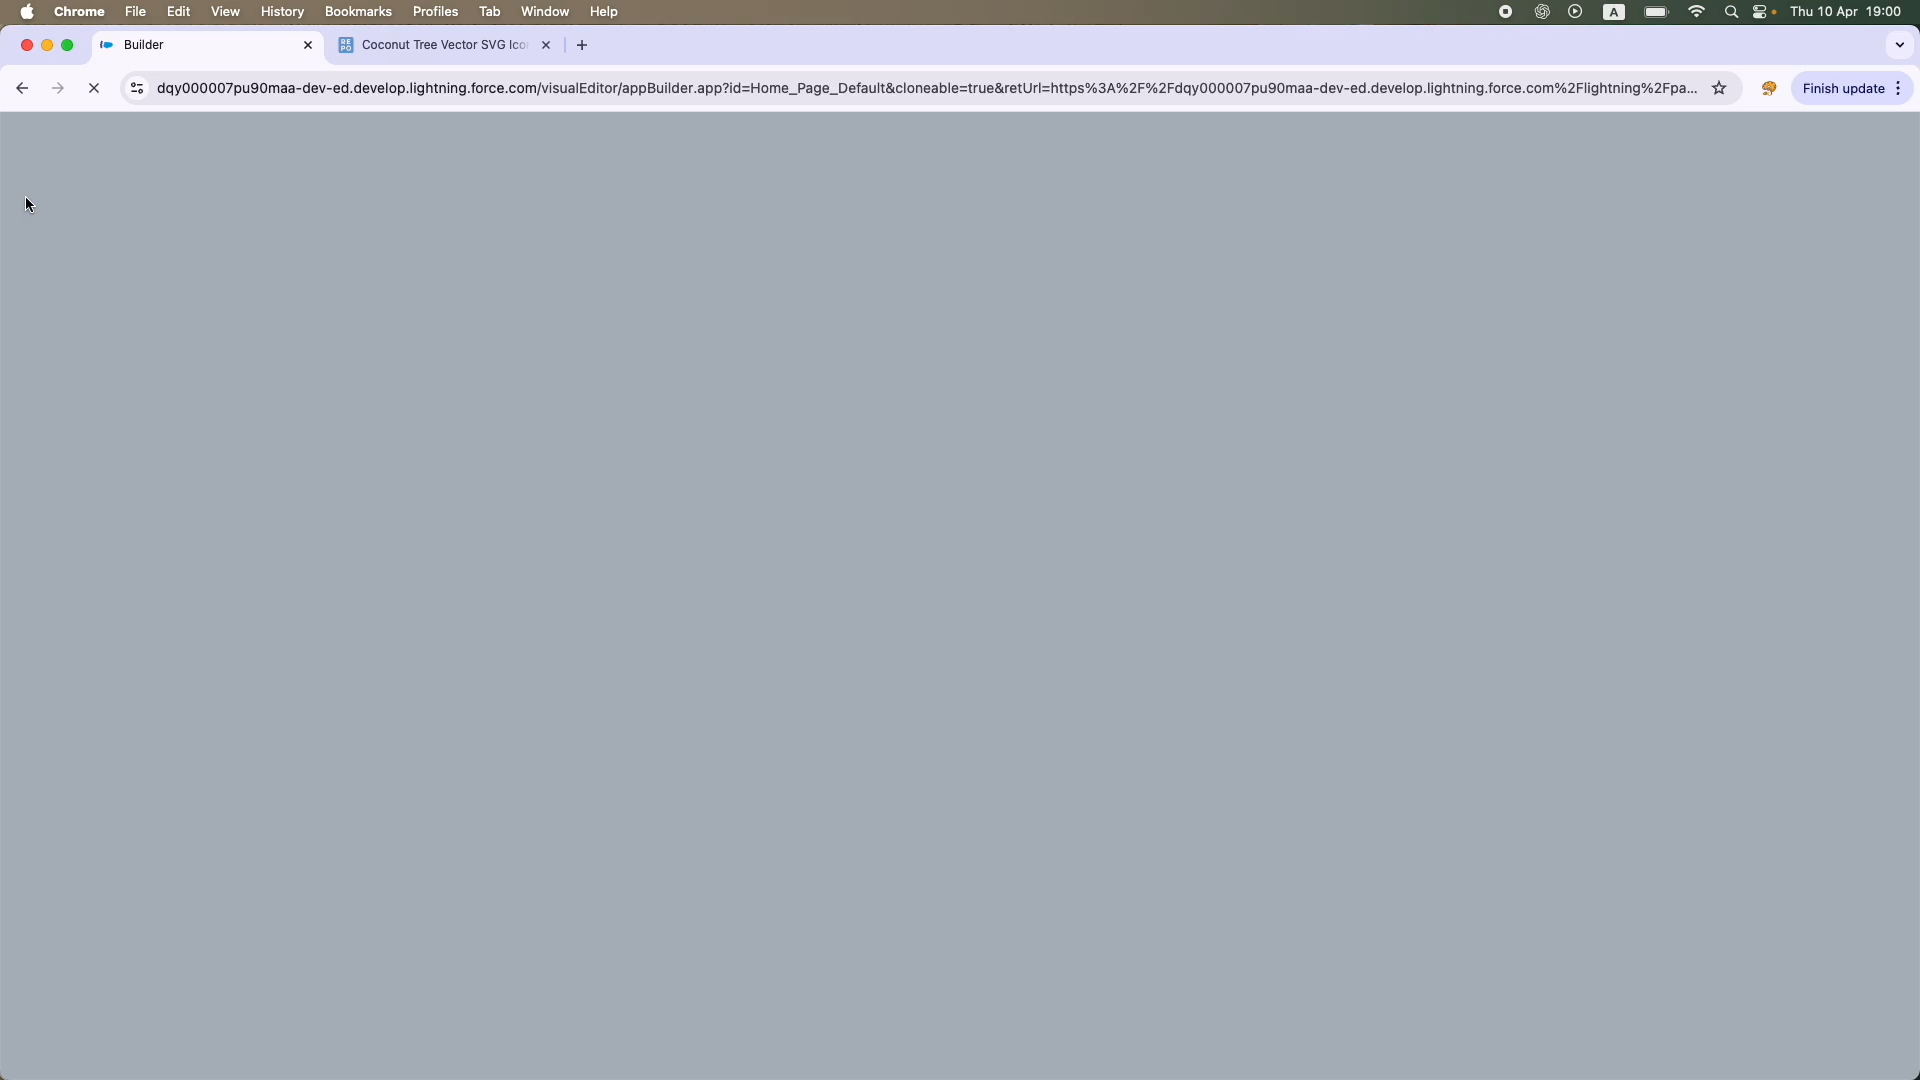 Chrome File Edit View History Bookmarks Profiles Tab Window Help A Thu 10 Apr 19:00
Builder Coconut Tree Vector SVG Ico
dqy000007pu90maa-dev-ed.develop.lightning.force.com/visualEditor/appBuilder.app?id=Home_Page_Default&cloneable=true&retUrl=https%3A%2F%2Fdqy000007pu90maa-dev-ed.develop.lightning.force.com%2Flightning%2Fpa... Finish update